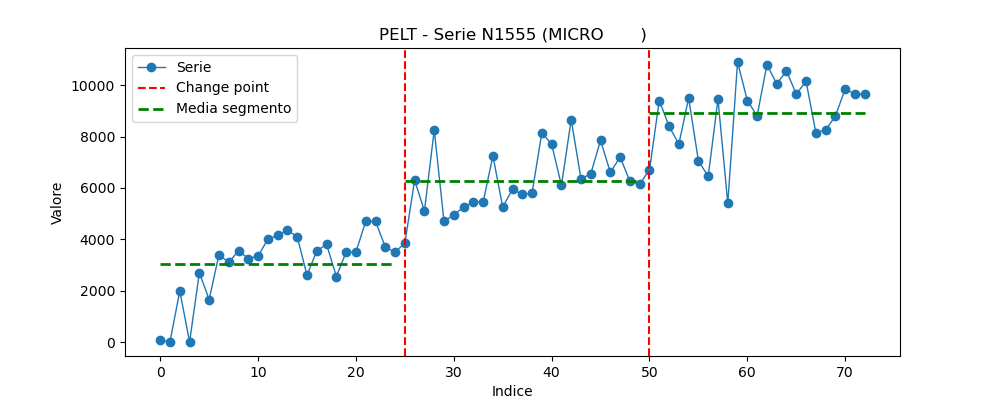 PELT - Serie N1555 (MICRO       )
Serie
Change point
Media segmento
Valore
10000
8000
6000
4000
2000
0
0 10 20 30 40 50 60 70
Indice